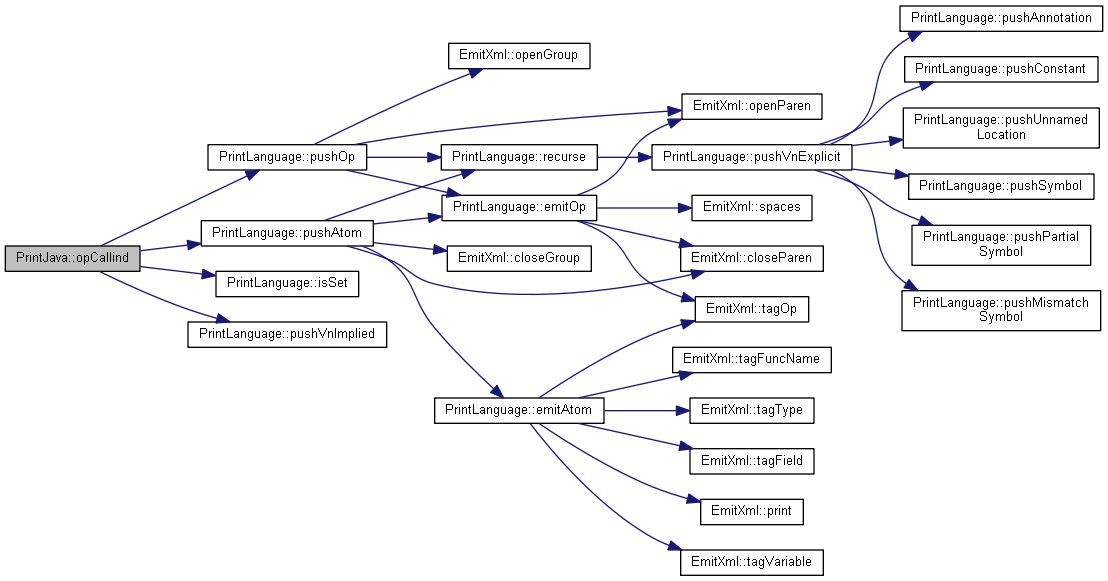 PrintJava::opCallind
PrintLanguage::pushOp
PrintLanguage::pushAtom
PrintLanguage::isSet
PrintLanguage::pushVnImplied
EmitXml::openGroup
PrintLanguage::recurse
PrintLanguage::emitOp
EmitXml::closeGroup
PrintLanguage::emitAtom
EmitXml::openParen
PrintLanguage::pushVnExplicit
EmitXml::spaces
EmitXml::closeParen
EmitXml::tagOp
EmitXml::tagFuncName
EmitXml::tagType
EmitXml::tagField
EmitXml::print
EmitXml::tagVariable
PrintLanguage::pushAnnotation
PrintLanguage::pushConstant
PrintLanguage::pushUnnamed
Location
PrintLanguage::pushSymbol
PrintLanguage::pushPartial
Symbol
PrintLanguage::pushMismatch
Symbol